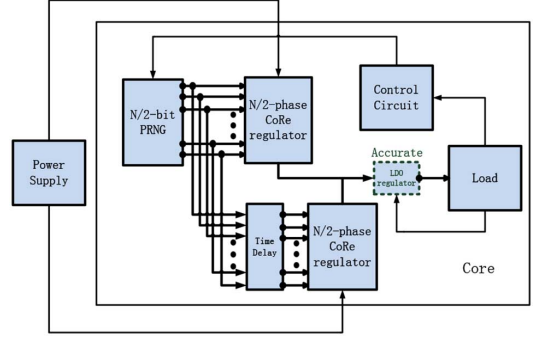 N/2-bit
PRNG
N/2-phase
CoRe
regulator
Control
Circuit
Power
Supply
Accurate
LDO
regulator
Load
Time
Delay
N/2-phase
CoRe
regulator
Core